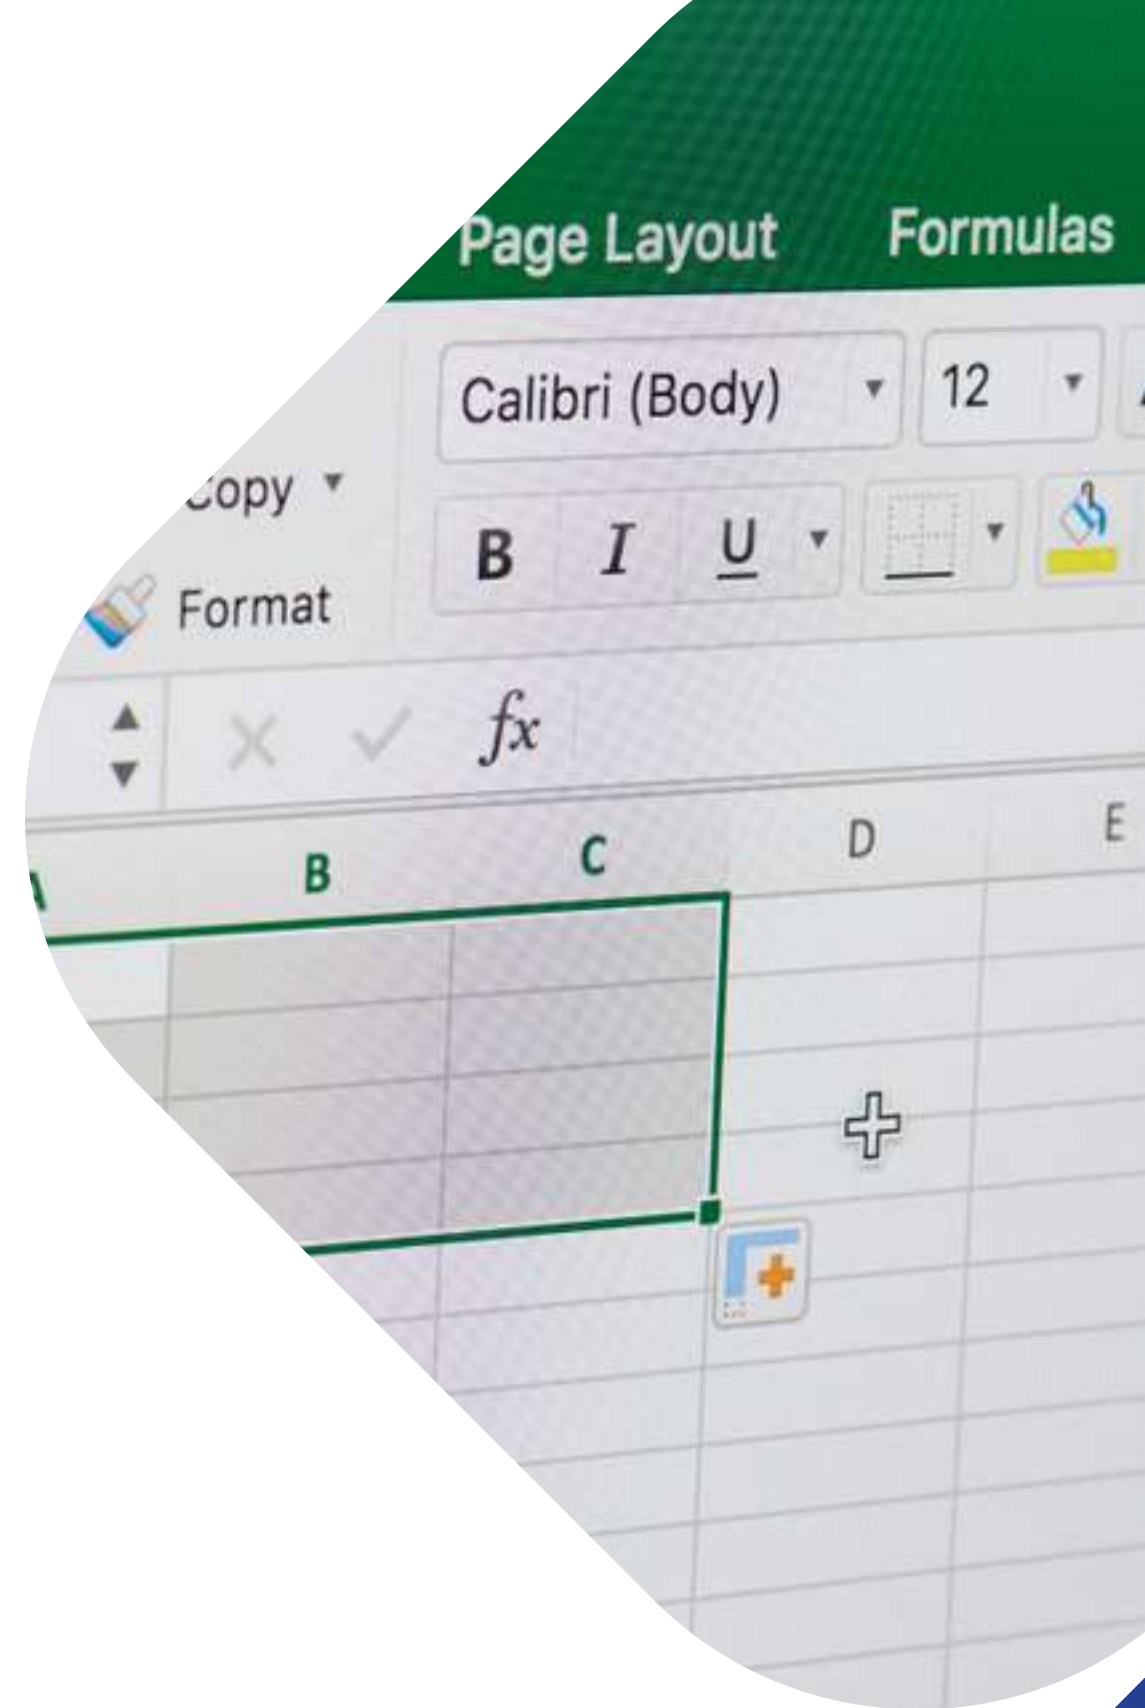 Page Layout Formulas
Calibri (Body) 12
Copy
B I U
Format
fx
A B C D E